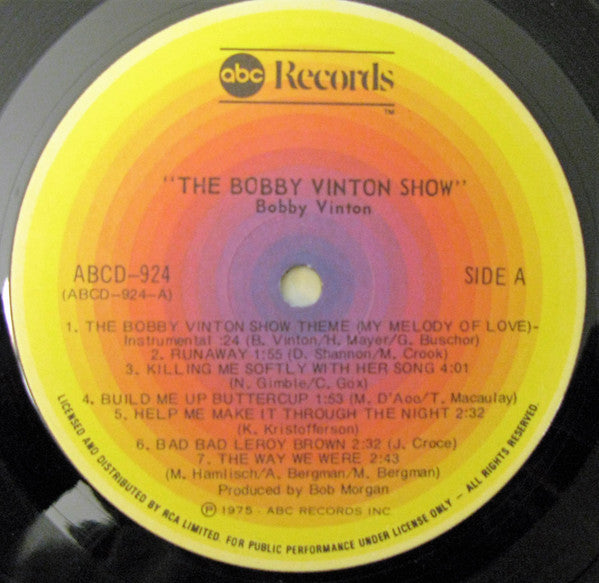 abc Records
TM
"THE BOBBY VINTON SHOW"
Bobby Vinton
ABCD-924
(ABCD-924-A)
SIDE A
1. THE BOBBY VINTON SHOW THEME (MY MELODY OF LOVE)-
Instrumental :24 (B. Vinton/H. Mayer/G. Buschor)
2. RUNAWAY 1:55 (D. Shannon/M. Crook)
3. KILLING ME SOFTLY WITH HER SONG 4:01
(N. Gimble/C. Gox)
4. BUILD ME UP BUTTERCUP 1:53 (M. D'Aoo/T. Macaulay)
5. HELP ME MAKE IT THROUGH THE NIGHT 2:32
(K. Kristofferson)
6. BAD BAD LEROY BROWN 2:32 (J. Croce)
7. THE WAY WE WERE 2:43
(M. Hamlisch/A. Bergman/M. Bergman)
Produced by Bob Morgan
℗ 1975 · ABC RECORDS INC
LICENSED AND DISTRIBUTED BY RCA LIMITED. FOR PUBLIC PERFORMANCE UNDER LICENSE ONLY – ALL RIGHTS RESERVED.